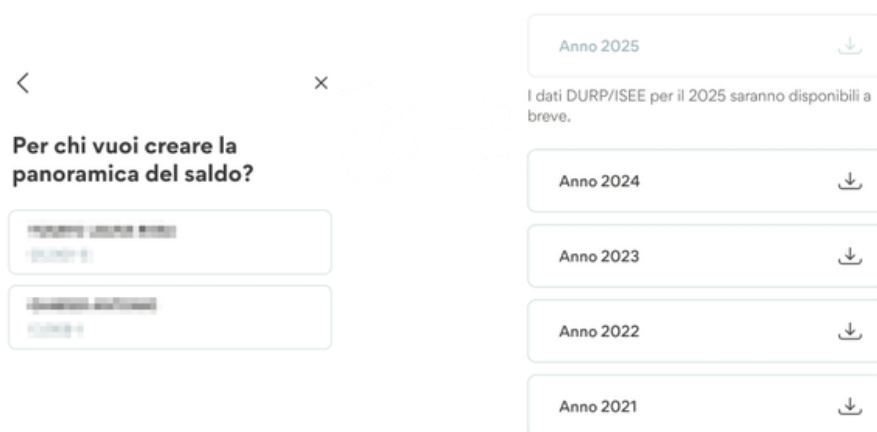 Per chi vuoi creare la
panoramica del saldo?
Anno 2025
I dati DURP/ISEE per il 2025 saranno disponibili a
breve.
Anno 2024
Anno 2023
Anno 2022
Anno 2021